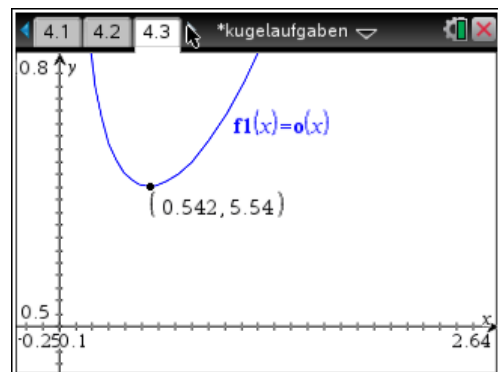 4.1 4.2 4.3 *kugelaufgaben
0.8 y
f1(x)=o(x)
(0.542,5.54)
0.5 x
-0.25 0.1 2.64